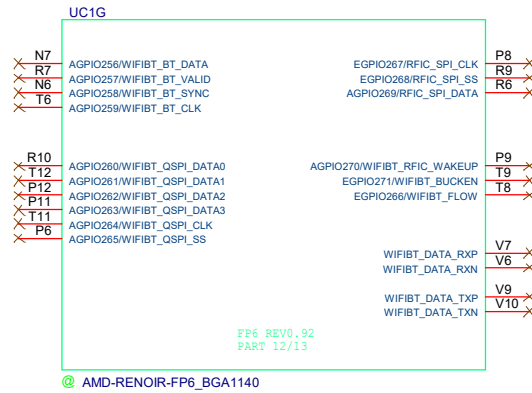 UC1G
N7 AGPIO256/WIFIBT_BT_DATA EGPIO267/RFIC_SPI_CLK P8
R7 AGPIO257/WIFIBT_BT_VALID EGPIO268/RFIC_SPI_SS R9
N6 AGPIO258/WIFIBT_BT_SYNC AGPIO269/RFIC_SPI_DATA R6
T6 AGPIO259/WIFIBT_BT_CLK
R10 AGPIO260/WIFIBT_QSPI_DATA0 AGPIO270/WIFIBT_RFIC_WAKEUP P9
T12 AGPIO261/WIFIBT_QSPI_DATA1 EGPIO271/WIFIBT_BUCKEN T9
P12 AGPIO262/WIFIBT_QSPI_DATA2 EGPIO266/WIFIBT_FLOW T8
P11 AGPIO263/WIFIBT_QSPI_DATA3
T11 AGPIO264/WIFIBT_QSPI_CLK
P6 AGPIO265/WIFIBT_QSPI_SS
WIFIBT_DATA_RXP V7
WIFIBT_DATA_RXN V6
WIFIBT_DATA_TXP V9
WIFIBT_DATA_TXN V10
FP6 REV0.92
PART 12/13
@ AMD-RENOIR-FP6_BGA1140